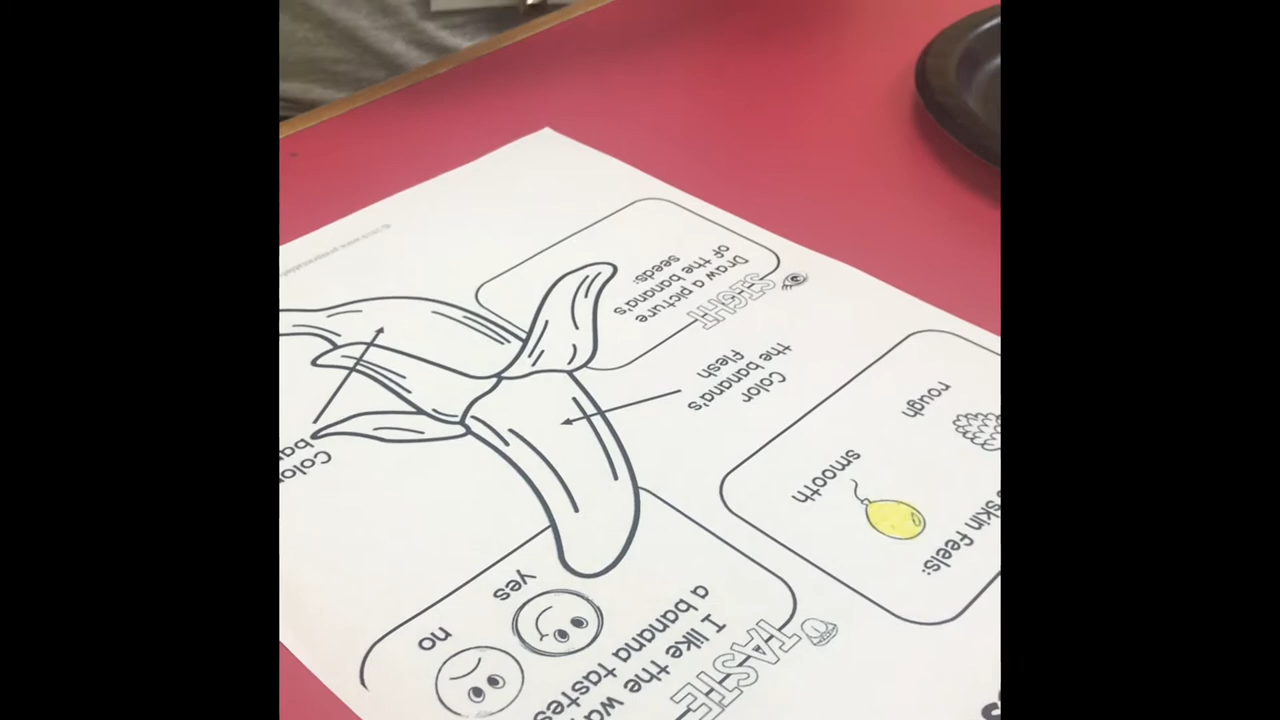 skin feels:
smooth
rough
TASTE
I like the
a banana tastes
yes
no
Color
the banana's
flesh
SIGHT
Draw a picture
of the banana's
seeds:
Color